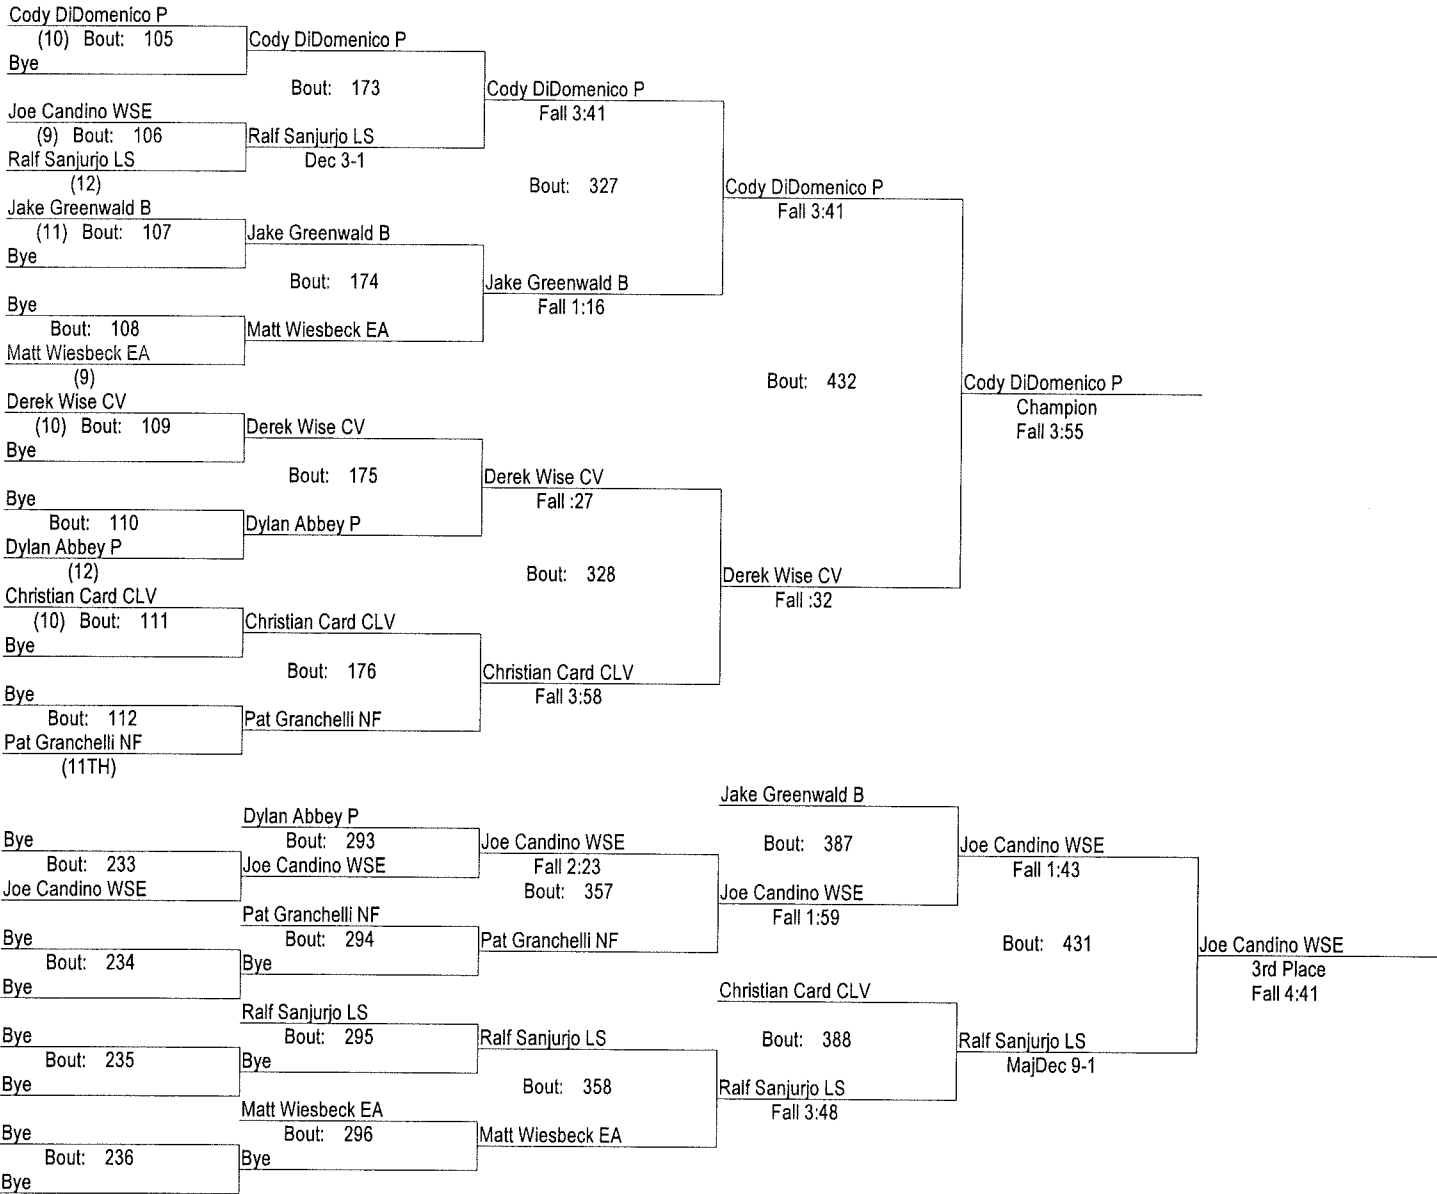 Cody DiDomenico P
(10) Bout: 105
Bye
Cody DiDomenico P
Bout: 173
Joe Candino WSE
(9) Bout: 106
Ralf Sanjurjo LS
(12)
Ralf Sanjurjo LS
Dec 3-1
Cody DiDomenico P
Fall 3:41
Bout: 327
Jake Greenwald B
(11) Bout: 107
Bye
Jake Greenwald B
Bout: 174
Bye
Bout: 108
Matt Wiesbeck EA
(9)
Matt Wiesbeck EA
Jake Greenwald B
Fall 1:16
Cody DiDomenico P
Fall 3:41
Bout: 432
Derek Wise CV
(10) Bout: 109
Bye
Derek Wise CV
Bout: 175
Bye
Bout: 110
Dylan Abbey P
(12)
Dylan Abbey P
Derek Wise CV
Fall :27
Bout: 328
Christian Card CLV
(10) Bout: 111
Bye
Christian Card CLV
Bout: 176
Bye
Bout: 112
Pat Granchelli NF
(11TH)
Pat Granchelli NF
Christian Card CLV
Fall 3:58
Derek Wise CV
Fall :32
Cody DiDomenico P
Champion
Fall 3:55
Bye
Bout: 233
Joe Candino WSE
Dylan Abbey P
Bout: 293
Joe Candino WSE
Joe Candino WSE
Fall 2:23
Bout: 357
Bye
Bout: 234
Bye
Pat Granchelli NF
Bout: 294
Bye
Pat Granchelli NF
Jake Greenwald B
Bout: 387
Joe Candino WSE
Fall 1:59
Joe Candino WSE
Fall 1:43
Bout: 431
Bye
Bout: 235
Bye
Ralf Sanjurjo LS
Bout: 295
Bye
Ralf Sanjurjo LS
Bout: 358
Bye
Bout: 236
Bye
Matt Wiesbeck EA
Bout: 296
Bye
Matt Wiesbeck EA
Christian Card CLV
Bout: 388
Ralf Sanjurjo LS
Fall 3:48
Ralf Sanjurjo LS
MajDec 9-1
Joe Candino WSE
3rd Place
Fall 4:41